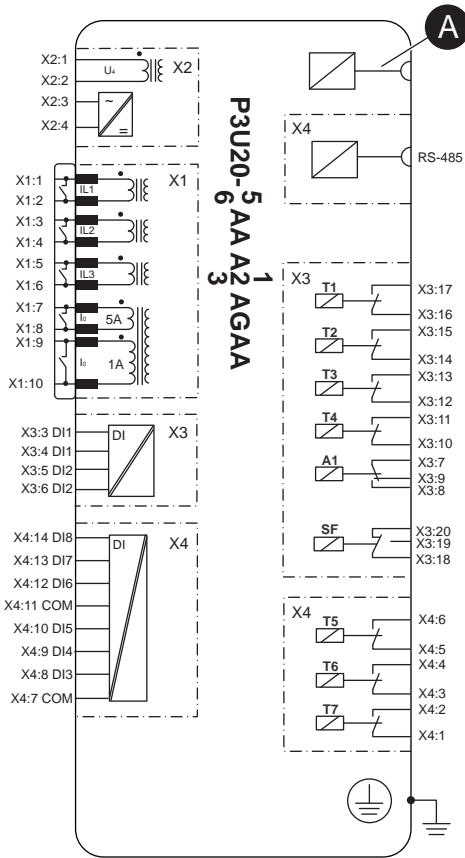 A
X2:1
X2:2
X2:3
X2:4
U4
X2
~
=
X1:1
X1:2
X1:3
X1:4
X1:5
X1:6
X1:7
X1:8
X1:9
X1:10
X1
IL1
IL2
IL3
I0 5A
I0 1A
X3:3 DI1
X3:4 DI1
X3:5 DI2
X3:6 DI2
DI
X3
X4:14 DI8
X4:13 DI7
X4:12 DI6
X4:11 COM
X4:10 DI5
X4:9 DI4
X4:8 DI3
X4:7 COM
DI
X4
P3U20- 5 AA A2 1 AGAA
6 3
X4
RS-485
X3
T1
X3:17
X3:16
T2
X3:15
X3:14
T3
X3:13
X3:12
T4
X3:11
X3:10
A1
X3:7
X3:9
X3:8
SF
X3:20
X3:19
X3:18
X4
T5
X4:6
X4:5
T6
X4:4
X4:3
T7
X4:2
X4:1